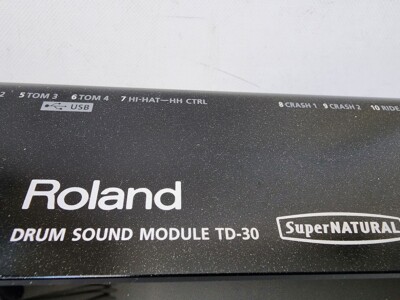 2 5 TOM 3 6 TOM 4 7 HI-HAT—HH CTRL 8 CRASH 1 9 CRASH 2 10 RIDE
USB
Roland
DRUM SOUND MODULE TD-30
SuperNATURAL